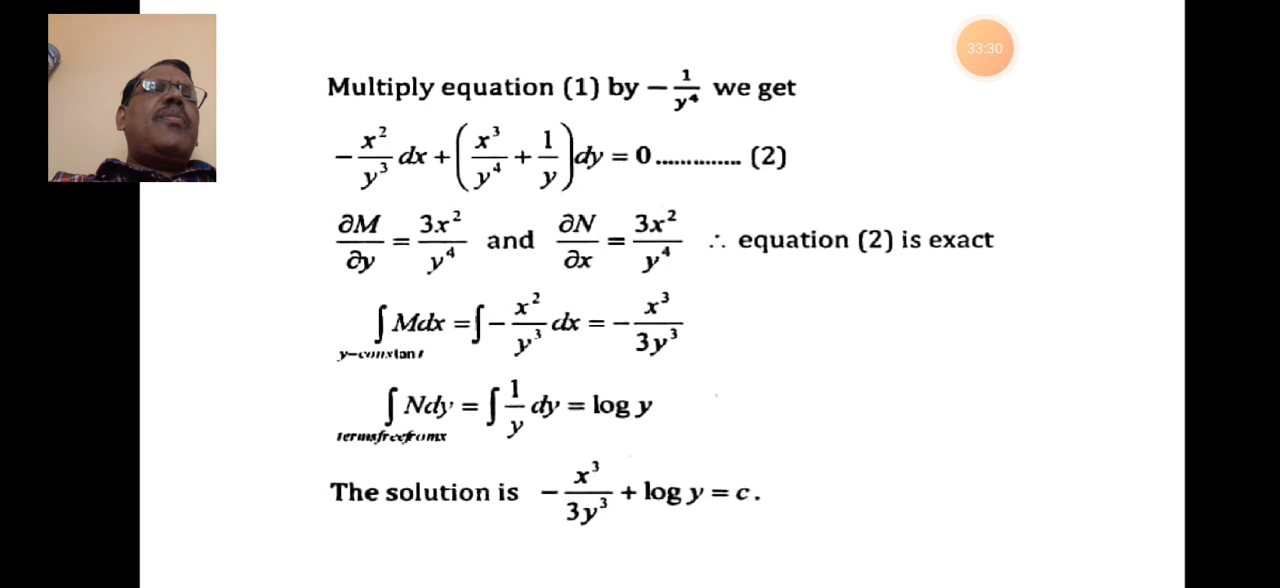 33:30
Multiply equation (1) by −1/y⁴ we get
−x²/y³ dx + (x³/y⁴ + 1/y) dy = 0 .............. (2)
∂M/∂y = 3x²/y⁴ and ∂N/∂x = 3x²/y⁴ ∴ equation (2) is exact
∫ Mdx = ∫ −x²/y³ dx = −x³/3y³
y−constant
∫ Ndy = ∫ 1/y dy = log y
termsfreefromx
The solution is −x³/3y³ + log y = c.